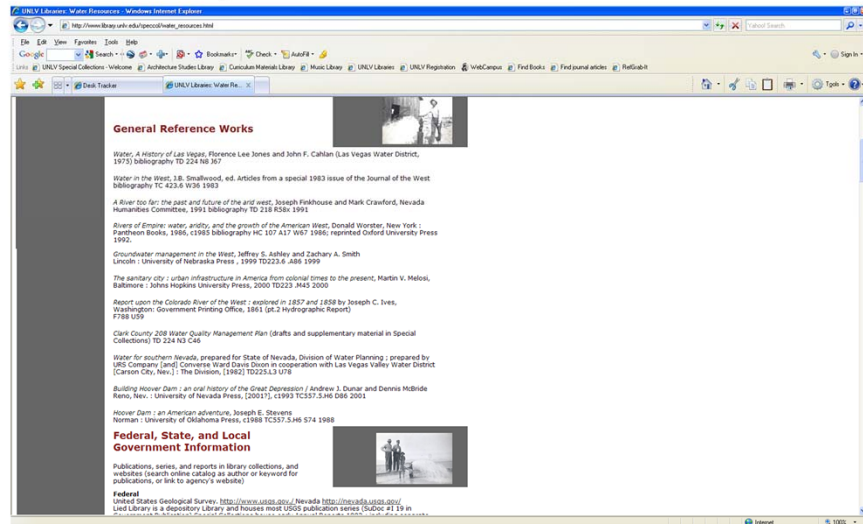 UNLV Libraries: Water Resources - Windows Internet Explorer
http://www.library.unlv.edu/speccol/water_resources.html
Yahoo! Search
File Edit View Favorites Tools Help
Google Search Bookmarks Check AutoFill Sign In
Links UNLV Special Collections - Welcome Architecture Studies Library Curriculum Materials Library Music Library UNLV Libraries UNLV Registration WebCampus Find Books Find journal articles RefGrab-It
Desk Tracker UNLV Libraries: Water Re... X Tools
General Reference Works
Water, A History of Las Vegas, Florence Lee Jones and John F. Cahlan (Las Vegas Water District,
1975) bibliography TD 224 N8 J67
Water in the West, J.B. Smallwood, ed. Articles from a special 1983 issue of the Journal of the West
bibliography TC 423.6 W36 1983
A River too far: the past and future of the arid west, Joseph Finkhouse and Mark Crawford, Nevada
Humanities Committee, 1991 bibliography TD 218 R58x 1991
Rivers of Empire: water, aridity, and the growth of the American West, Donald Worster, New York :
Pantheon Books, 1986, c1985 bibliography HC 107 A17 W67 1986; reprinted Oxford University Press
1992.
Groundwater management in the West, Jeffrey S. Ashley and Zachary A. Smith
Lincoln : University of Nebraska Press , 1999 TD223.6 .A86 1999
The sanitary city : urban infrastructure in America from colonial times to the present, Martin V. Melosi,
Baltimore : Johns Hopkins University Press, 2000 TD223 .M45 2000
Report upon the Colorado River of the West : explored in 1857 and 1858 by Joseph C. Ives,
Washington: Government Printing Office, 1861 (pt.2 Hydrographic Report)
F788 U59
Clark County 208 Water Quality Management Plan (drafts and supplementary material in Special
Collections) TD 224 N3 C46
Water for southern Nevada, prepared for State of Nevada, Division of Water Planning ; prepared by
URS Company [and] Converse Ward Davis Dixon in cooperation with Las Vegas Valley Water District
[Carson City, Nev.] : The Division, [1982] TD225.L3 U78
Building Hoover Dam : an oral history of the Great Depression / Andrew J. Dunar and Dennis McBride
Reno, Nev. : University of Nevada Press, [2001?], c1993 TC557.5.H6 D86 2001
Hoover Dam : an American adventure, Joseph E. Stevens
Norman : University of Oklahoma Press, c1988 TC557.5.H6 S74 1988
Federal, State, and Local
Government Information
Publications, series, and reports in library collections, and
websites (search online catalog as author or keyword for
publications, or link to agency's website)
Federal
United States Geological Survey. http://www.usgs.gov./ Nevada http://nevada.usgs.gov/
Lied Library is a depository Library and houses most USGS publication series (SuDoc #I 19 in
Internet 100%